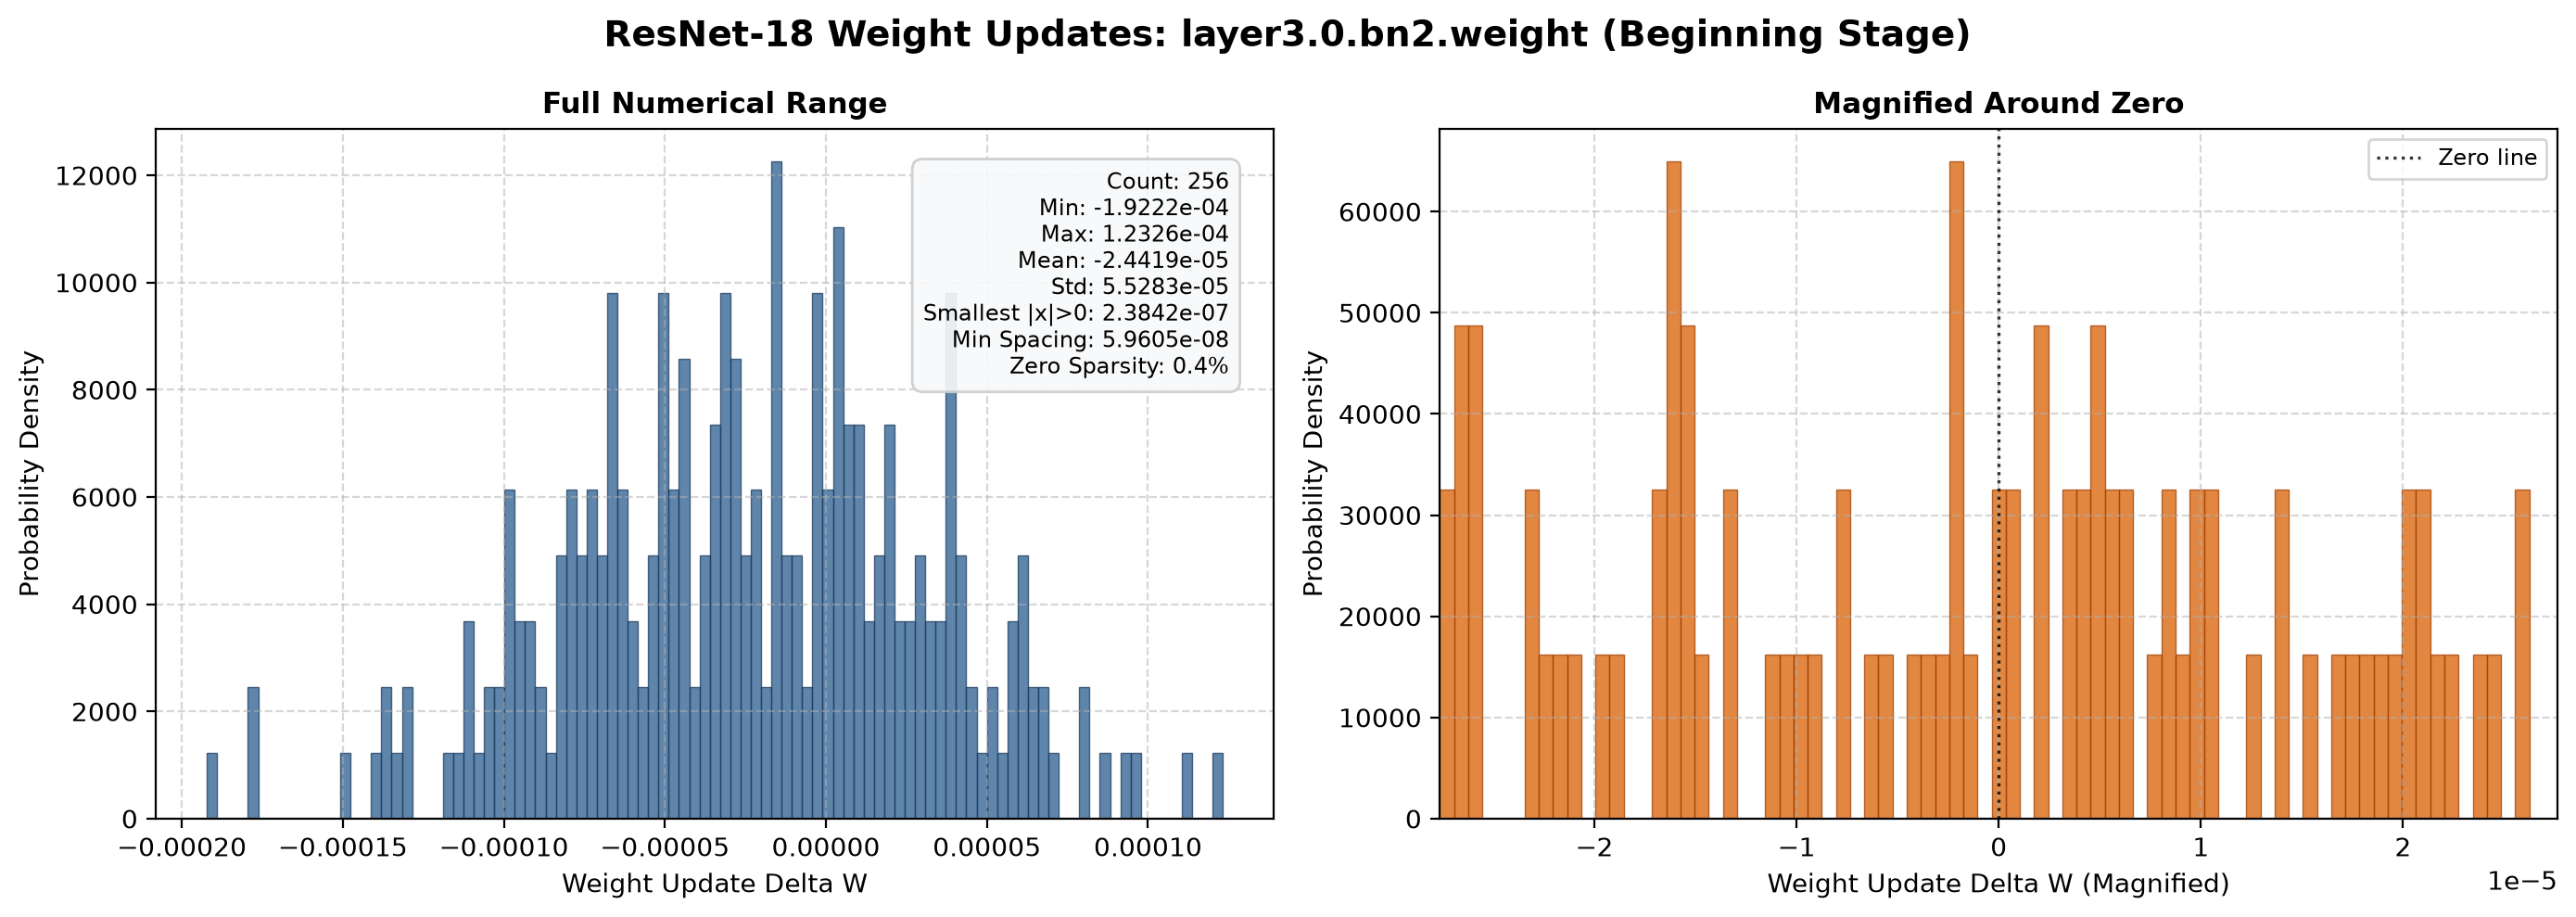 ResNet-18 Weight Updates: layer3.0.bn2.weight (Beginning Stage)
Full Numerical Range
Probability Density
12000
10000
8000
6000
4000
2000
0
Count: 256
Min: -1.9222e-04
Max: 1.2326e-04
Mean: -2.4419e-05
Std: 5.5283e-05
Smallest |x|>0: 2.3842e-07
Min Spacing: 5.9605e-08
Zero Sparsity: 0.4%
−0.00020 −0.00015 −0.00010 −0.00005 0.00000 0.00005 0.00010
Weight Update Delta W
Magnified Around Zero
Probability Density
60000
50000
40000
30000
20000
10000
0
Zero line
−2 −1 0 1 2
1e−5
Weight Update Delta W (Magnified)